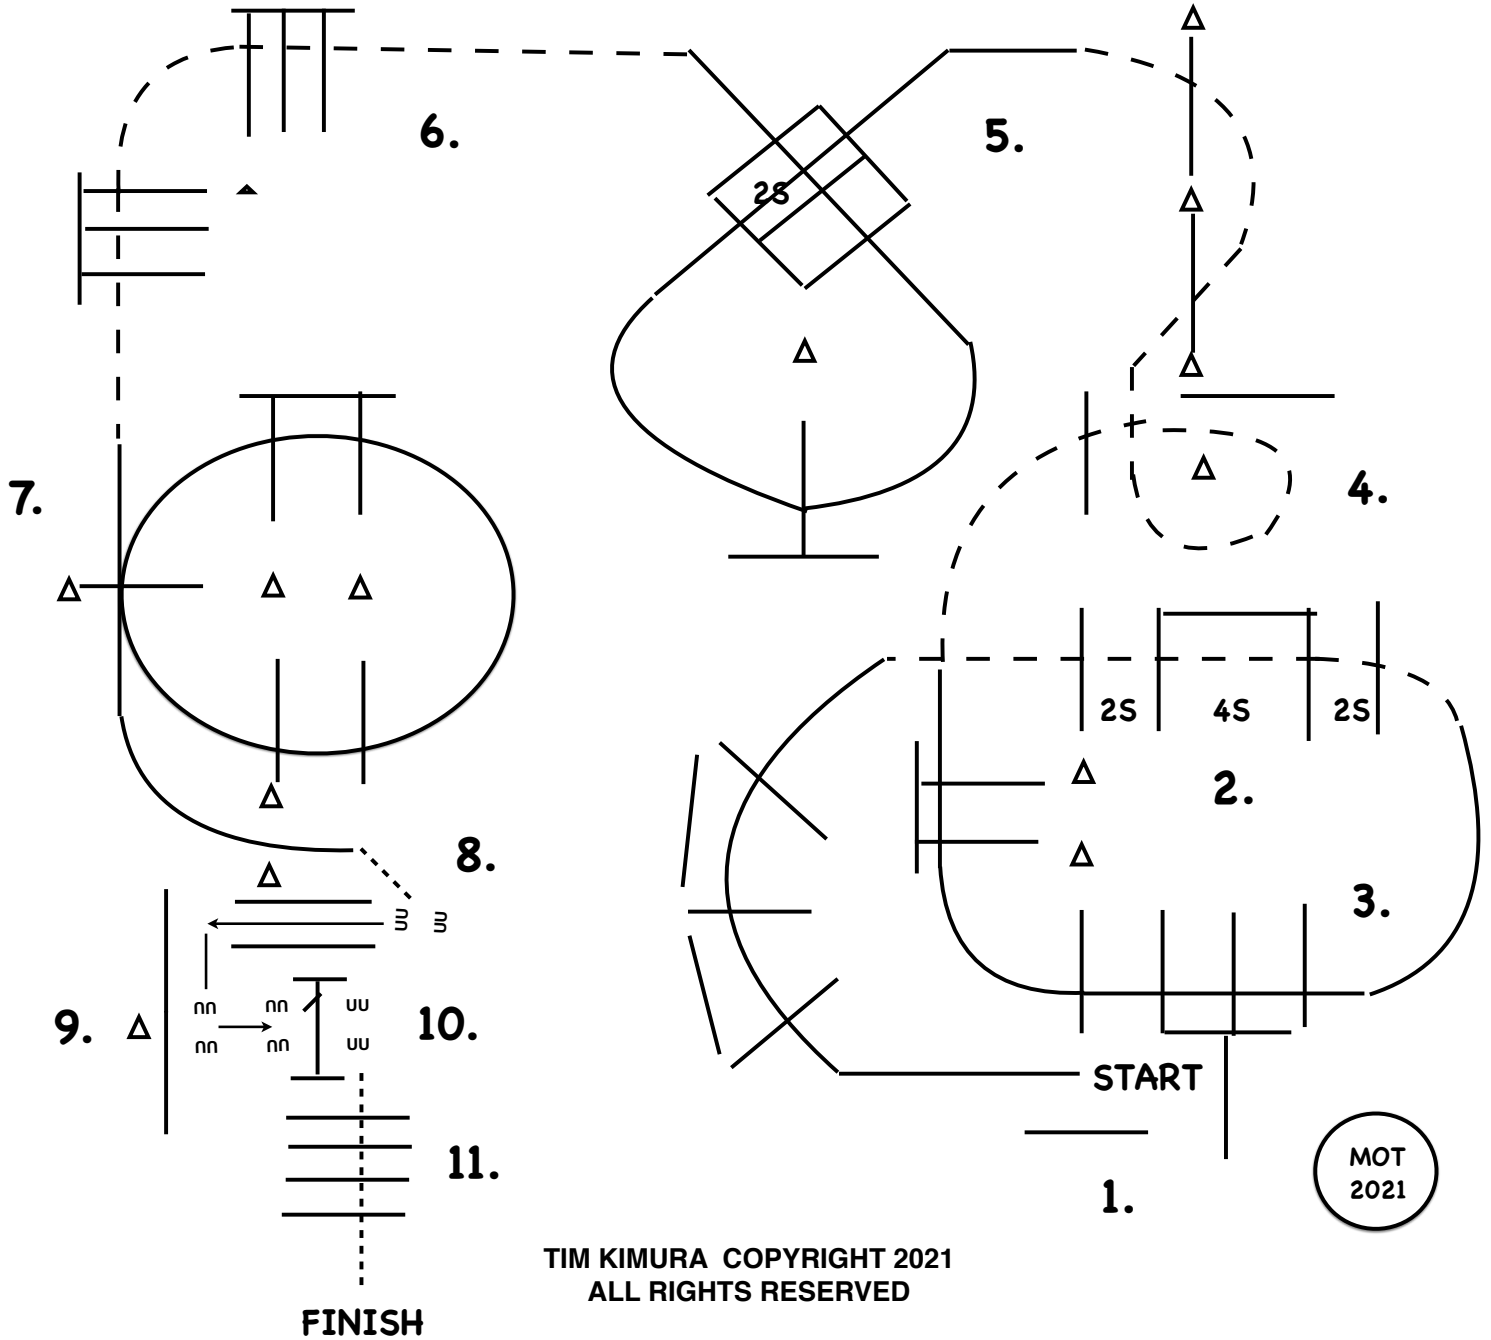 6.
5.
2S
7.
4.
2S
4S
2S
2.
8.
3.
9.
10.
START
11.
1.
MOT
2021
TIM KIMURA COPYRIGHT 2021
ALL RIGHTS RESERVED
FINISH